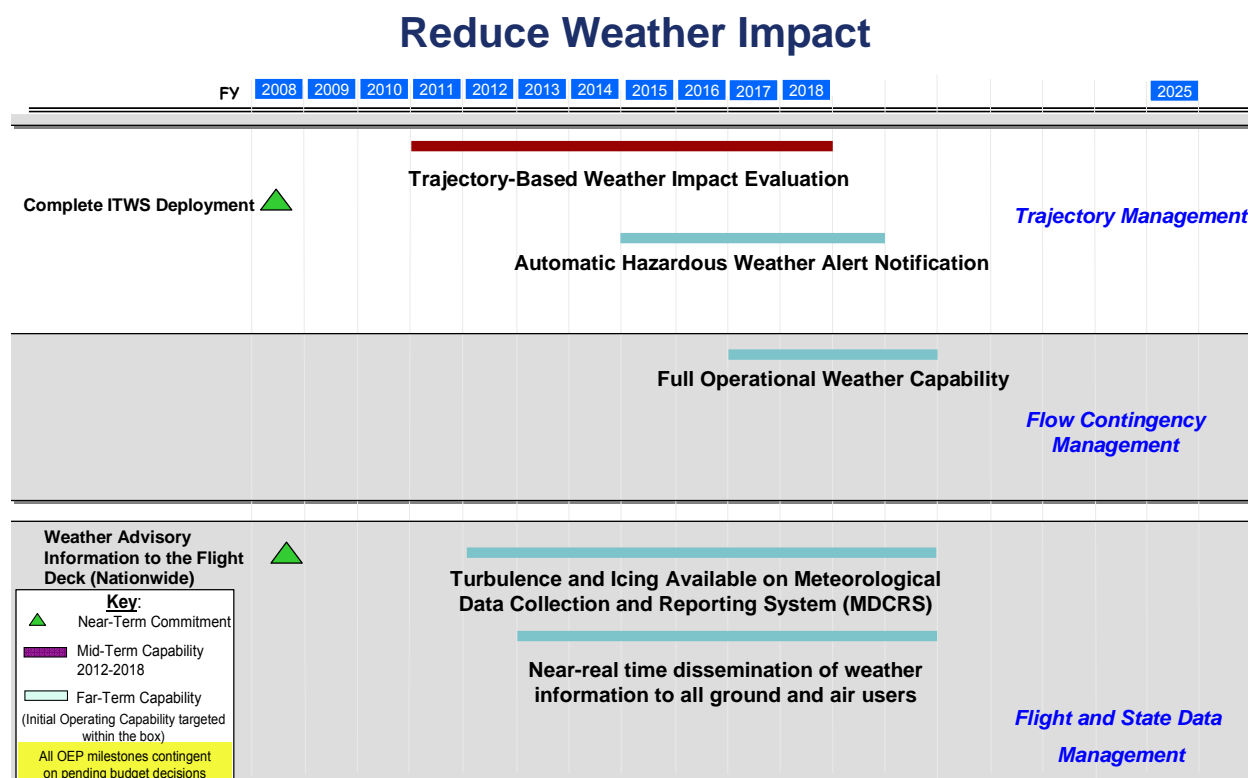 Reduce Weather Impact
FY 2008 2009 2010 2011 2012 2013 2014 2015 2016 2017 2018 2025
Trajectory-Based Weather Impact Evaluation
Complete ITWS Deployment
Trajectory Management
Automatic Hazardous Weather Alert Notification
Full Operational Weather Capability
Flow Contingency
Management
Weather Advisory
Information to the Flight
Deck (Nationwide)
Turbulence and Icing Available on Meteorological
Data Collection and Reporting System (MDCRS)
Near-real time dissemination of weather
information to all ground and air users
Flight and State Data
Management
Key:
Near-Term Commitment
Mid-Term Capability
2012-2018
Far-Term Capability
(Initial Operating Capability targeted
within the box)
All OEP milestones contingent
on pending budget decisions